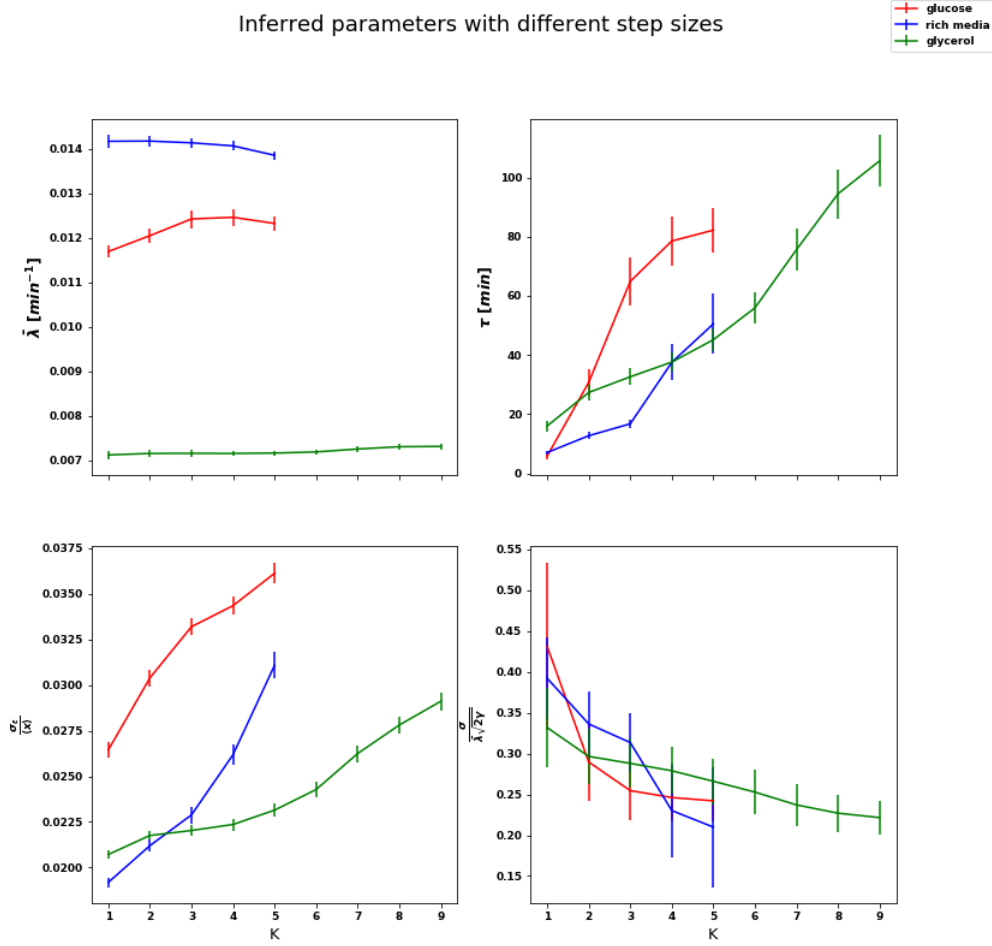 Inferred parameters with different step sizes
glucose
rich media
glycerol
0.014
0.013
0.012
0.011
0.010
0.009
0.008
0.007
λ̄ [min⁻¹]
100
80
60
40
20
0
τ [min]
0.0375
0.0350
0.0325
0.0300
0.0275
0.0250
0.0225
0.0200
σ_ε/⟨x⟩
1 2 3 4 5 6 7 8 9
K
0.55
0.50
0.45
0.40
0.35
0.30
0.25
0.20
0.15
σ/λ̄√2γ
1 2 3 4 5 6 7 8 9
K